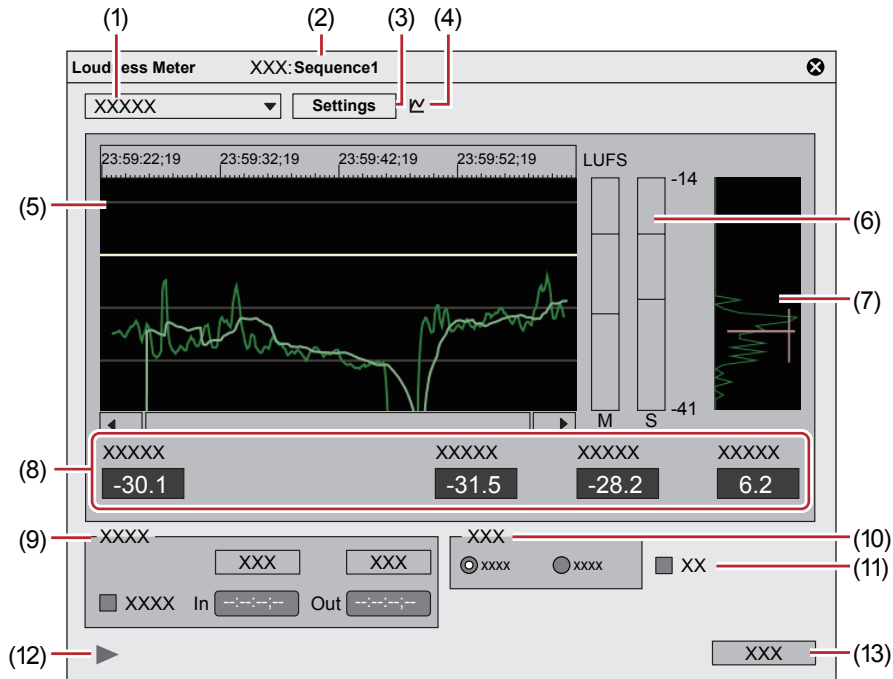 (1) (2) (3) (4)
Loudness Meter XXX: Sequence1
XXXXX Settings
23:59:22;19 23:59:32;19 23:59:42;19 23:59:52;19 LUFS
-14
(5)
(6)
(7)
-41
M S
(8)
XXXXX XXXXX XXXXX XXXXX
-30.1 -31.5 -28.2 6.2
(9) XXXX XXX (10)
XXX XXX xxxx xxxx XX (11)
XXXX In --:--:--;-- Out --:--:--;--
(12) XXX (13)